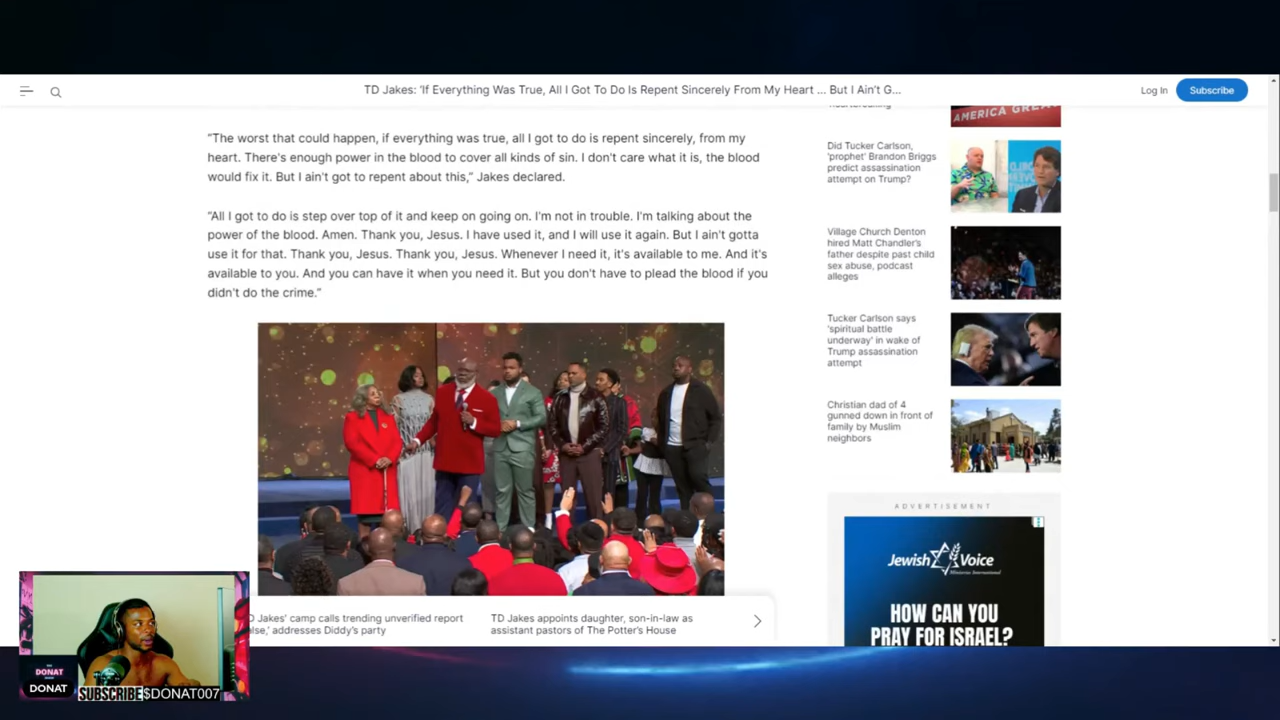 TD Jakes: 'If Everything Was True, All I Got To Do Is Repent Sincerely From My Heart ... But I Ain't G...
Log In
Subscribe
"The worst that could happen, if everything was true, all I got to do is repent sincerely, from my
heart. There's enough power in the blood to cover all kinds of sin. I don't care what it is, the blood
would fix it. But I ain't got to repent about this," Jakes declared.
"All I got to do is step over top of it and keep on going on. I'm not in trouble. I'm talking about the
power of the blood. Amen. Thank you, Jesus. I have used it, and I will use it again. But I ain't gotta
use it for that. Thank you, Jesus. Thank you, Jesus. Whenever I need it, it's available to me. And it's
available to you. And you can have it when you need it. But you don't have to plead the blood if you
didn't do the crime."
AMERICA GREA
Did Tucker Carlson,
'prophet' Brandon Briggs
predict assassination
attempt on Trump?
Village Church Denton
hired Matt Chandler's
father despite past child
sex abuse, podcast
alleges
Tucker Carlson says
'spiritual battle
underway' in wake of
Trump assassination
attempt
Christian dad of 4
gunned down in front of
family by Muslim
neighbors
ADVERTISEMENT
Jewish Voice
Ministries International
HOW CAN YOU
PRAY FOR ISRAEL?
D Jakes' camp calls trending unverified report
lse,' addresses Diddy's party
TD Jakes appoints daughter, son-in-law as
assistant pastors of The Potter's House
DONAT
DONAT
SUBSCRIBE $DONAT007